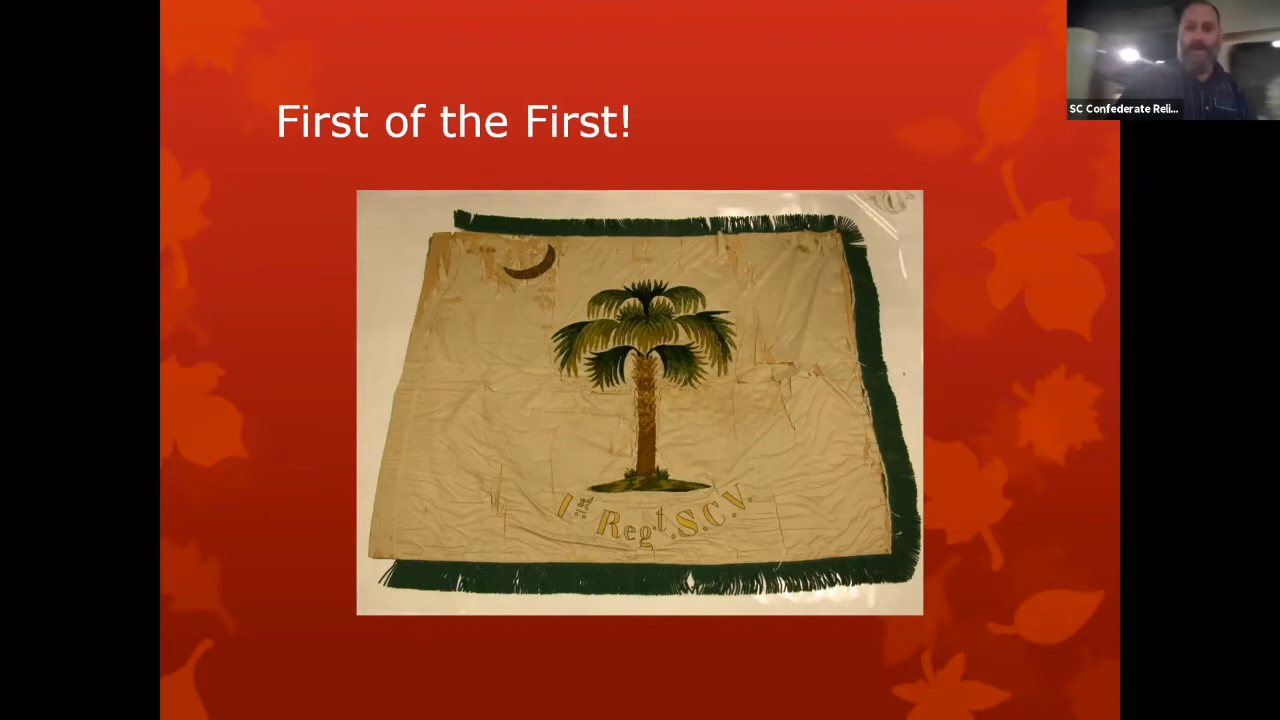 First of the First!
SC Confederate Reli...
1st Regt. S.C.V.